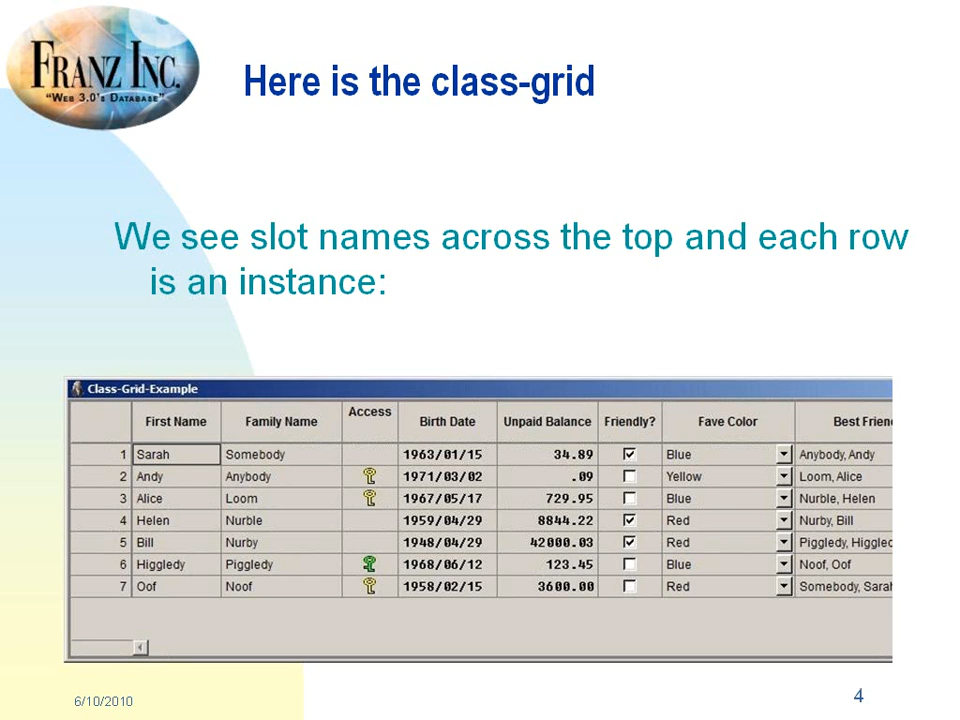 FRANZ INC.
"WEB 3.0'S DATABASE"
Here is the class-grid
We see slot names across the top and each row
is an instance:
Class-Grid-Example
First Name Family Name Access Birth Date Unpaid Balance Friendly? Fave Color Best Frien
1 Sarah Somebody 1963/01/15 34.89 Blue Anybody, Andy
2 Andy Anybody 1971/03/02 .09 Yellow Loom, Alice
3 Alice Loom 1967/05/17 729.95 Blue Nurble, Helen
4 Helen Nurble 1959/04/29 8844.22 Red Nurby, Bill
5 Bill Nurby 1948/04/29 42000.03 Red Piggledy, Higgled
6 Higgledy Piggledy 1968/06/12 123.45 Blue Noof, Oof
7 Oof Noof 1958/02/15 3600.00 Red Somebody, Sarah
6/10/2010
4